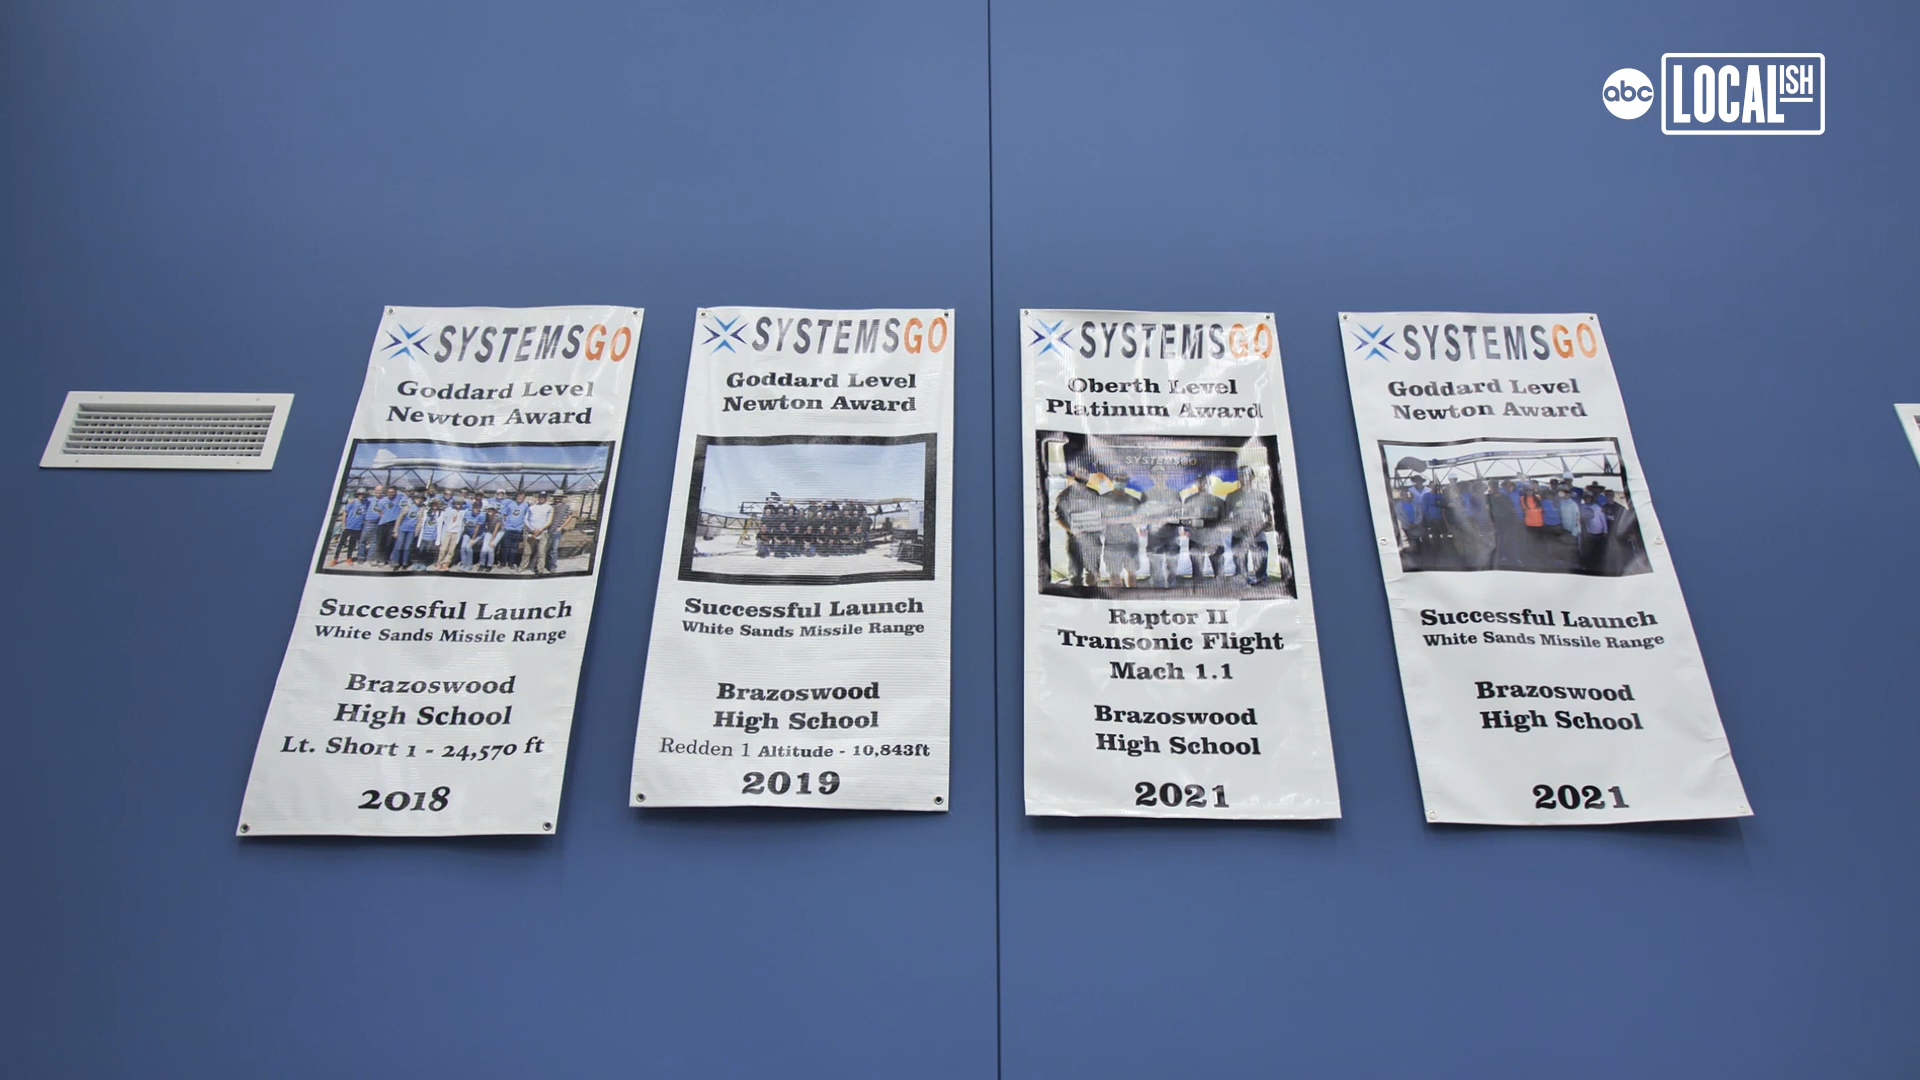 abc LOCALISH
SYSTEMSGO
Goddard Level
Newton Award
Successful Launch
White Sands Missile Range
Brazoswood
High School
Lt. Short 1 - 24,570 ft
2018
SYSTEMSGO
Goddard Level
Newton Award
Successful Launch
White Sands Missile Range
Brazoswood
High School
Redden 1 Altitude - 10,843ft
2019
SYSTEMSGO
Oberth Level
Platinum Award
SYSTEMSGO
Raptor II
Transonic Flight
Mach 1.1
Brazoswood
High School
2021
SYSTEMSGO
Goddard Level
Newton Award
Successful Launch
White Sands Missile Range
Brazoswood
High School
2021